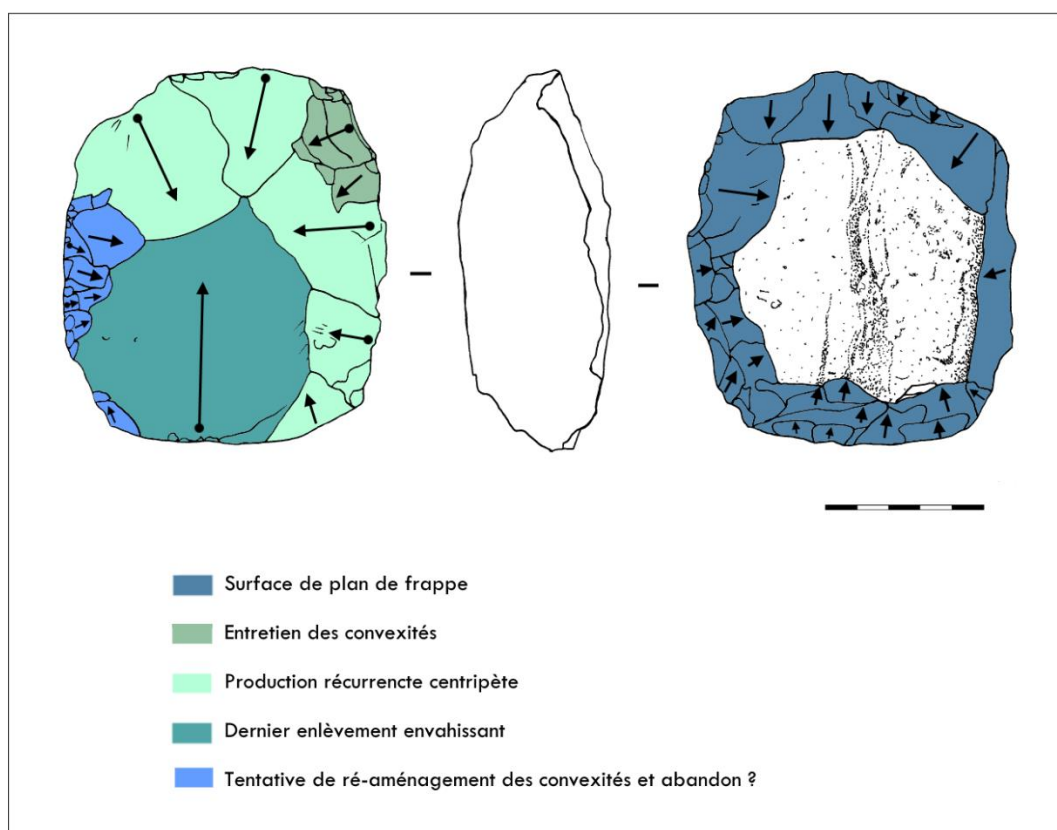 Surface de plan de frappe
Entretien des convexités
Production récurrencte centripète
Dernier enlèvement envahissant
Tentative de ré-aménagement des convexités et abandon ?